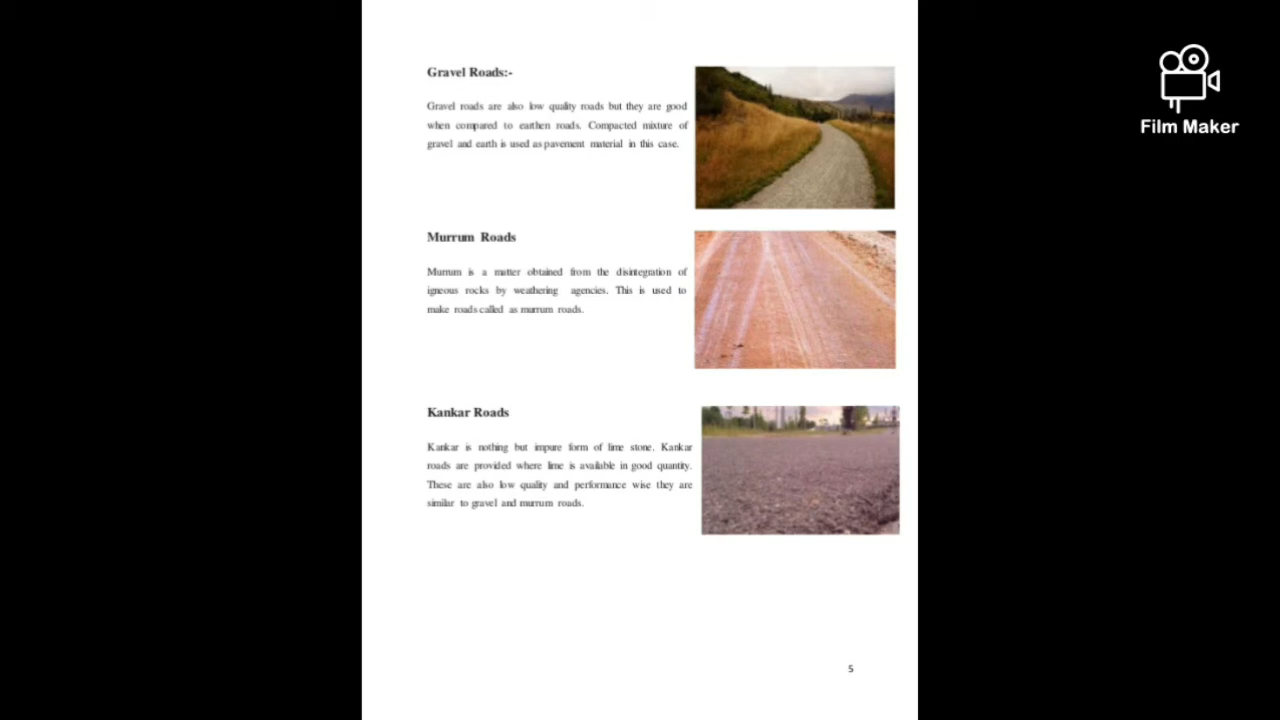 Gravel Roads:-
Gravel roads are also low quality roads but they are good
when compared to earthen roads. Compacted mixture of
gravel and earth is used as pavement material in this case.
Murrum Roads
Murrum is a matter obtained from the disintegration of
igneous rocks by weathering agencies. This is used to
make roads called as murrum roads.
Kankar Roads
Kankar is nothing but impure form of lime stone. Kankar
roads are provided where lime is available in good quantity.
These are also low quality and performance wise they are
similar to gravel and murrum roads.
5
Film Maker